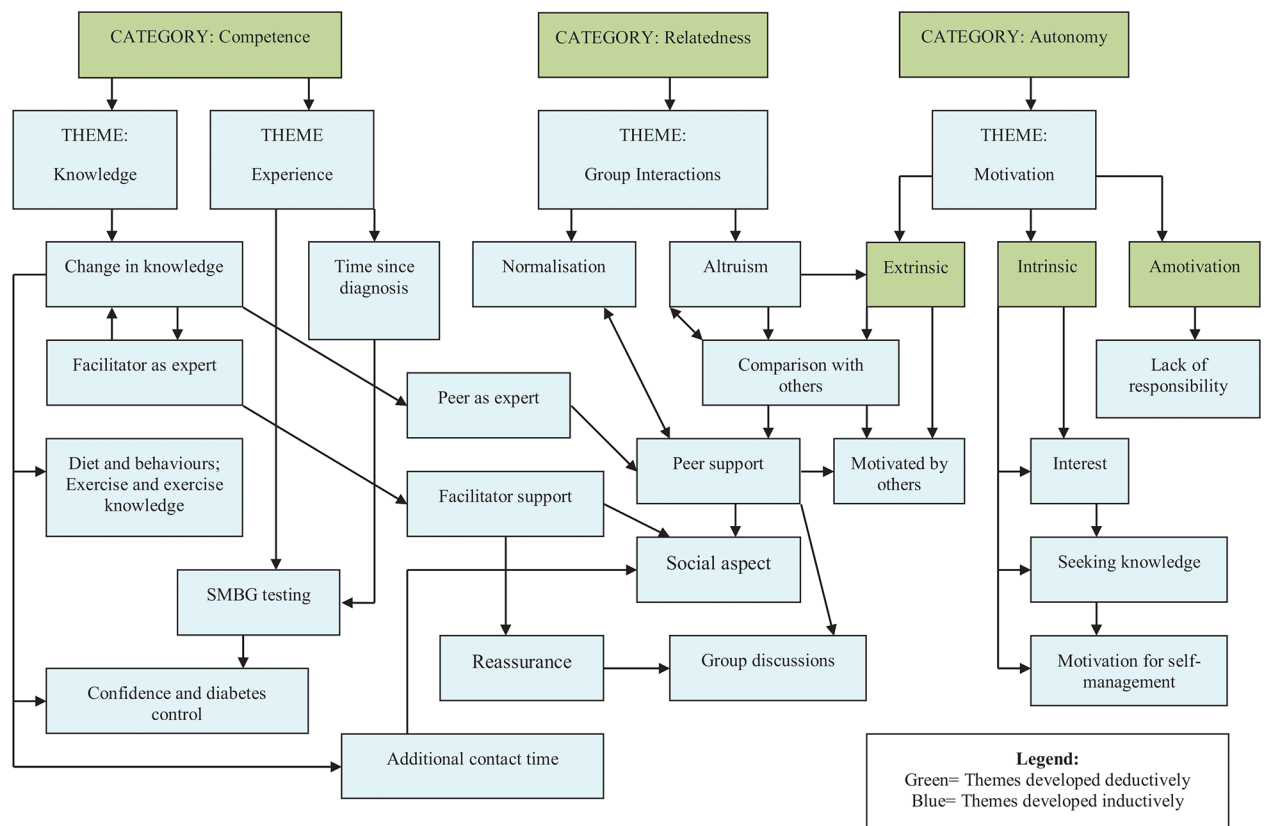 CATEGORY: Competence
CATEGORY: Relatedness
CATEGORY: Autonomy
THEME:
Knowledge
THEME
Experience
THEME:
Group Interactions
THEME:
Motivation
Change in knowledge
Time since
diagnosis
Normalisation
Altruism
Extrinsic
Intrinsic
Amotivation
Facilitator as expert
Comparison with
others
Lack of
responsibility
Peer as expert
Diet and behaviours;
Exercise and exercise
knowledge
Peer support
Motivated by
others
Interest
Facilitator support
Social aspect
Seeking knowledge
SMBG testing
Reassurance
Group discussions
Motivation for self-
management
Confidence and diabetes
control
Additional contact time
Legend:
Green= Themes developed deductively
Blue= Themes developed inductively